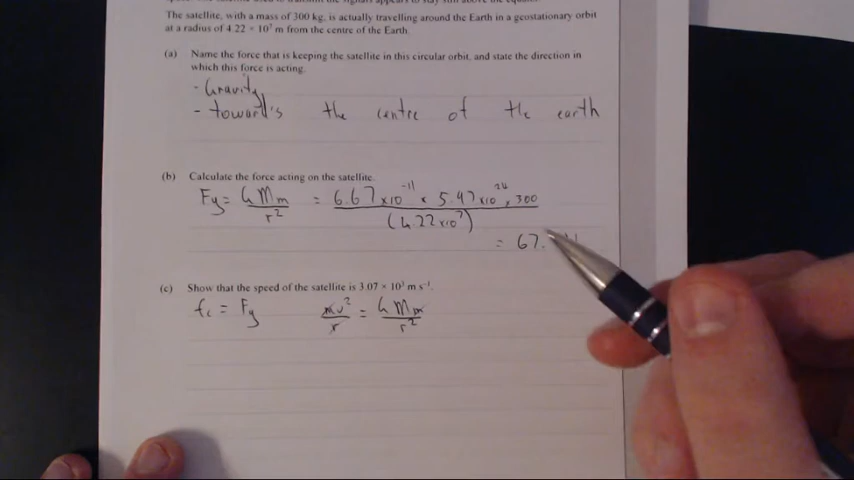 The satellite, with a mass of 300 kg, is actually travelling around the Earth in a geostationary orbit
at a radius of 4.22 × 10⁷ m from the centre of the Earth.
(a) Name the force that is keeping the satellite in this circular orbit, and state the direction in
which this force is acting.
- Gravity
- toward's the centre of the earth
(b) Calculate the force acting on the satellite.
Fg = GMm/r² = 6.67×10⁻¹¹ × 5.97×10²⁴ × 300 / (4.22×10⁷)
= 67.
(c) Show that the speed of the satellite is 3.07 × 10³ m s⁻¹.
fc = Fg mv²/r = GMm/r²